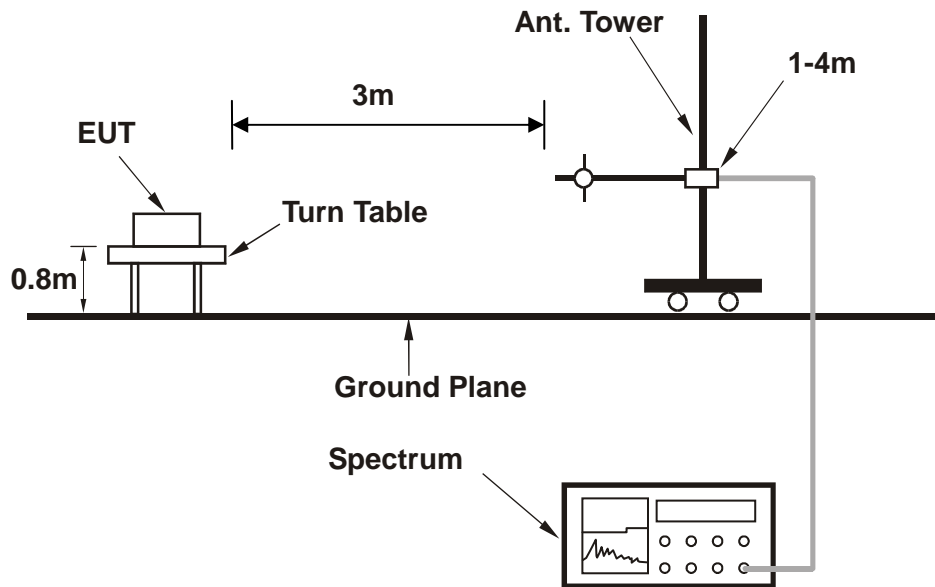 Ant. Tower
1-4m
3m
EUT
Turn Table
0.8m
Ground Plane
Spectrum